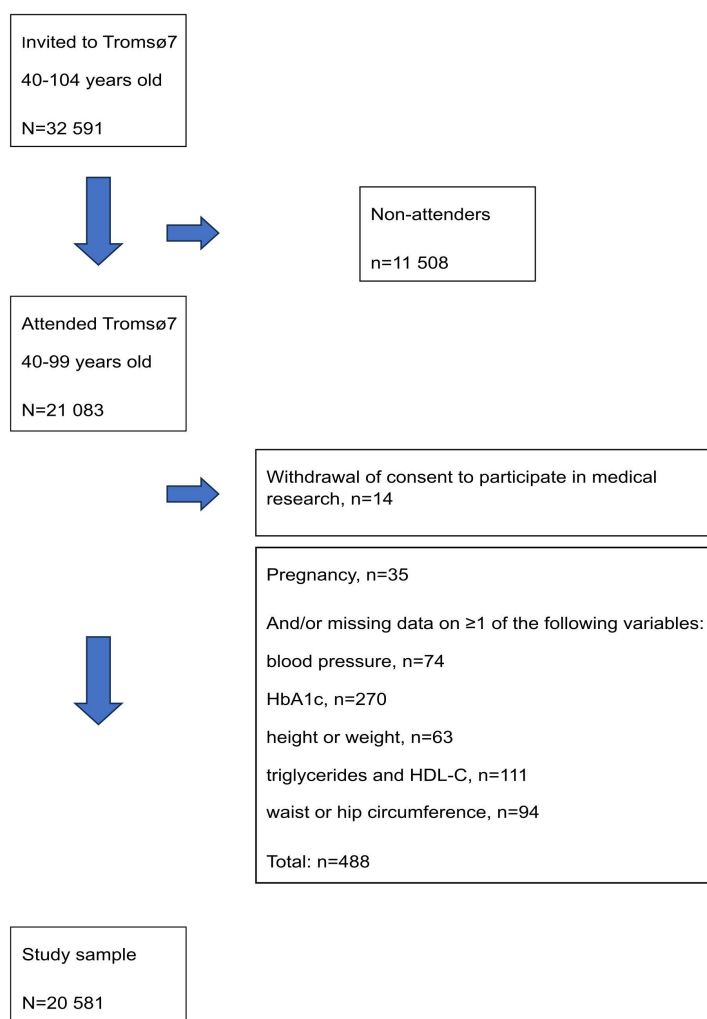 Invited to Tromsø7
40-104 years old
N=32 591
Non-attenders
n=11 508
Attended Tromsø7
40-99 years old
N=21 083
Withdrawal of consent to participate in medical
research, n=14
Pregnancy, n=35
And/or missing data on ≥1 of the following variables:
blood pressure, n=74
HbA1c, n=270
height or weight, n=63
triglycerides and HDL-C, n=111
waist or hip circumference, n=94
Total: n=488
Study sample
N=20 581